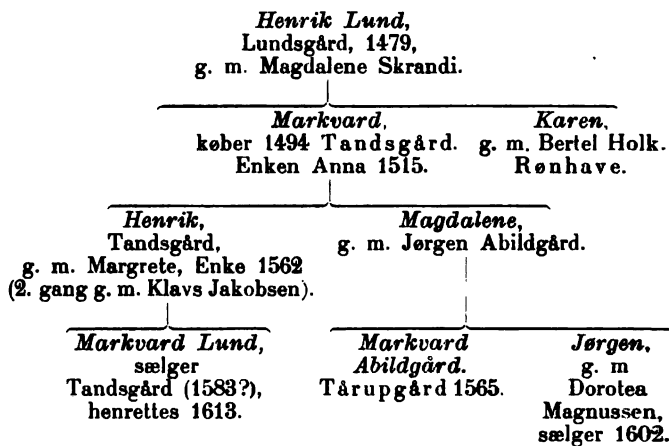 Henrik Lund,
Lundsgård, 1479,
g. m. Magdalene Skrandi.
Markvard,
køber 1494 Tandsgård.
Enken Anna 1515.
Karen,
g. m. Bertel Holk.
Rønhave.
Henrik,
Tandsgård,
g. m. Margrete, Enke 1562
(2. gang g. m. Klavs Jakobsen).
Magdalene,
g. m. Jørgen Abildgård.
Markvard Lund,
sælger
Tandsgård (1583?),
henrettes 1613.
Markvard
Abildgård.
Tårupgård 1565.
Jørgen,
g. m
Dorotea
Magnussen,
sælger 1602.